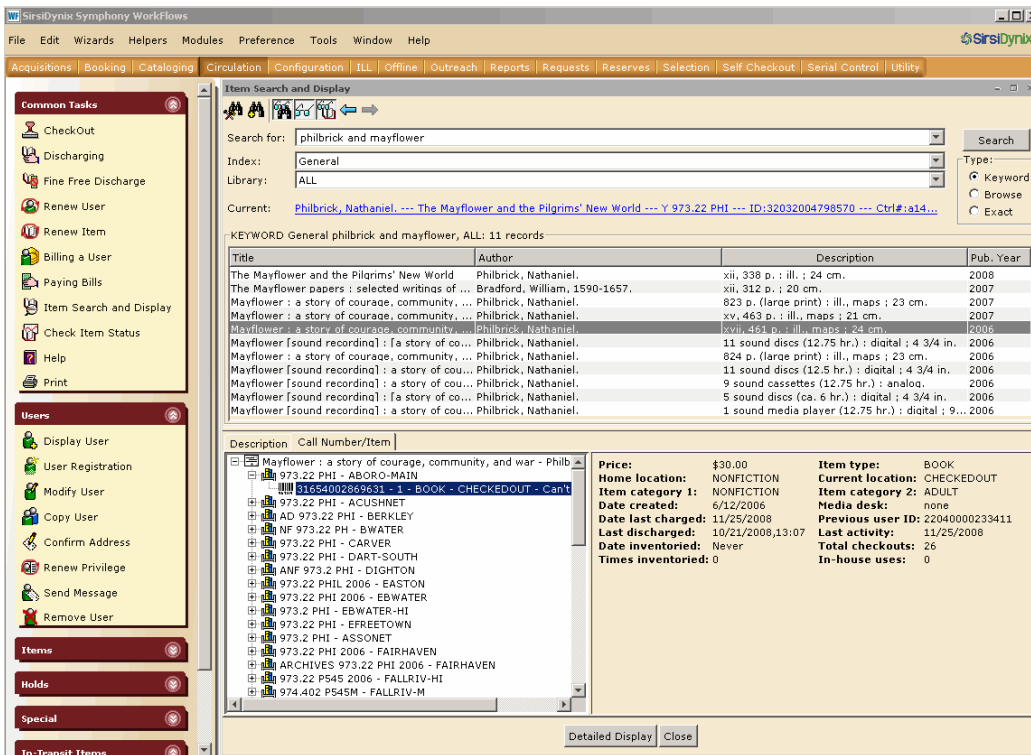 SirsiDynix Symphony WorkFlows
File Edit Wizards Helpers Modules Preference Tools Window Help
SirsiDynix
Acquisitions Booking Cataloging Circulation Configuration ILL Offline Outreach Reports Requests Reserves Selection Self Checkout Serial Control Utility
Common Tasks
CheckOut
Discharging
Fine Free Discharge
Renew User
Renew Item
Billing a User
Paying Bills
Item Search and Display
Check Item Status
Help
Print
Users
Display User
User Registration
Modify User
Copy User
Confirm Address
Renew Privilege
Send Message
Remove User
Items
Holds
Special
In-Transit Items
Item Search and Display
Search for: philbrick and mayflower
Search
Index: General
Library: ALL
Type:
Keyword
Browse
Exact
Current: Philbrick, Nathaniel. --- The Mayflower and the Pilgrims' New World --- Y 973.22 PHI --- ID:32032004798570 --- Ctrl#:a14...
KEYWORD General philbrick and mayflower, ALL: 11 records
Title Author Description Pub. Year
The Mayflower and the Pilgrims' New World Philbrick, Nathaniel. xii, 338 p. : ill. ; 24 cm. 2008
The Mayflower papers : selected writings of ... Bradford, William, 1590-1657. xii, 312 p. ; 20 cm. 2007
Mayflower : a story of courage, community, ... Philbrick, Nathaniel. 823 p. (large print) : ill., maps ; 23 cm. 2007
Mayflower : a story of courage, community, ... Philbrick, Nathaniel. xv, 463 p. : ill., maps ; 21 cm. 2007
Mayflower : a story of courage, community, ... Philbrick, Nathaniel. xvii, 461 p. : ill., maps ; 24 cm. 2006
Mayflower [sound recording] : [a story of co... Philbrick, Nathaniel. 11 sound discs (12.75 hr.) : digital ; 4 3/4 in. 2006
Mayflower : a story of courage, community, ... Philbrick, Nathaniel. 824 p. (large print) : ill., maps ; 23 cm. 2006
Mayflower [sound recording] : a story of cou... Philbrick, Nathaniel. 11 sound discs (12.5 hr.) : digital ; 4 3/4 in. 2006
Mayflower [sound recording] : a story of cou... Philbrick, Nathaniel. 9 sound cassettes (12.75 hr.) : analog. 2006
Mayflower [sound recording] : [a story of co... Philbrick, Nathaniel. 5 sound discs (ca. 6 hr.) : digital ; 4 3/4 in. 2006
Mayflower [sound recording] : a story of cou... Philbrick, Nathaniel. 1 sound media player (12.75 hr.) : digital ; 9... 2006
Description Call Number/Item
Mayflower : a story of courage, community, and war - Philb
973.22 PHI - ABORO-MAIN
31654002869631 - 1 - BOOK - CHECKEDOUT - Can't
973.22 PHI - ACUSHNET
AD 973.22 PHI - BERKLEY
NF 973.22 PH - BWATER
973.22 PHI - CARVER
973.22 PHI - DART-SOUTH
ANF 973.2 PHI - DIGHTON
973.22 PHIL 2006 - EASTON
973.22 PHI 2006 - EBWATER
973.2 PHI - EBWATER-HI
973.22 PHI - EFREETOWN
973.2 PHI - ASSONET
973.22 PHI 2006 - FAIRHAVEN
ARCHIVES 973.22 PHI 2006 - FAIRHAVEN
973.22 P545 2006 - FALLRIV-HI
974.402 P545M - FALLRIV-M
Price: $30.00 Item type: BOOK
Home location: NONFICTION Current location: CHECKEDOUT
Item category 1: NONFICTION Item category 2: ADULT
Date created: 6/12/2006 Media desk: none
Date last charged: 11/25/2008 Previous user ID: 22040000233411
Last discharged: 10/21/2008,13:07 Last activity: 11/25/2008
Date inventoried: Never Total checkouts: 26
Times inventoried: 0 In-house uses: 0
Detailed Display Close